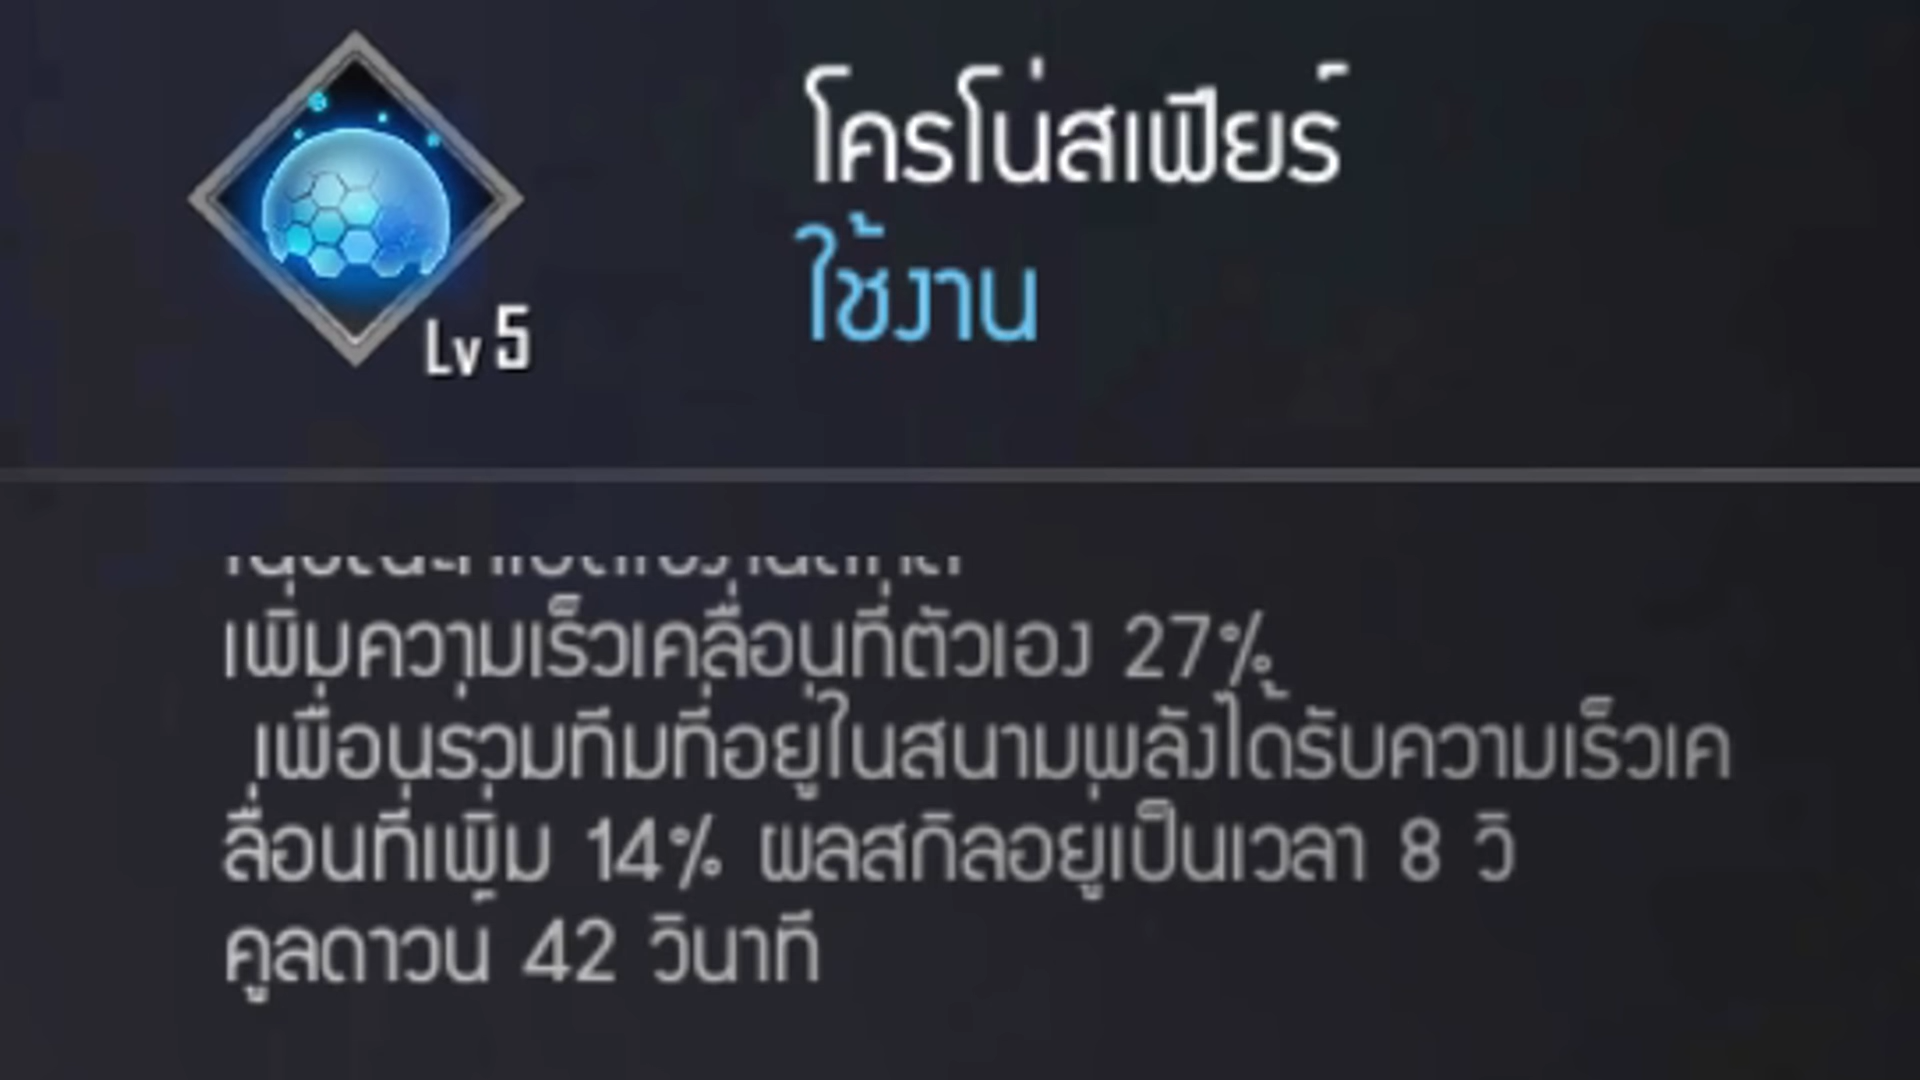 โครโน่สเฟียร์
ใช้งาน
Lv 5
เพิ่มความเร็วเคลื่อนที่ตัวเอง 27%
เพื่อนร่วมทีมที่อยู่ในสนามพลังได้รับความเร็วเค
ลื่อนที่เพิ่ม 14% ผลสกิลอยู่เป็นเวลา 8 วิ
คูลดาวน์ 42 วินาที